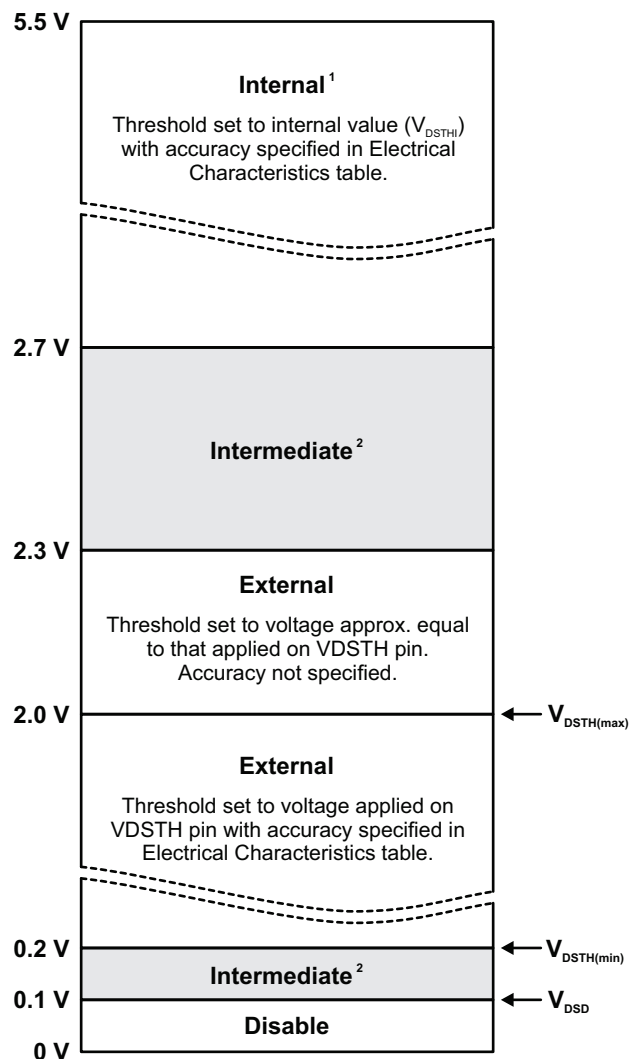 5.5 V
Internal 1
Threshold set to internal value (VDSTHI)
with accuracy specified in Electrical
Characteristics table.
2.7 V
Intermediate 2
2.3 V
External
Threshold set to voltage approx. equal
to that applied on VDSTH pin.
Accuracy not specified.
2.0 V
VDSTH(max)
External
Threshold set to voltage applied on
VDSTH pin with accuracy specified in
Electrical Characteristics table.
0.2 V
VDSTH(min)
Intermediate 2
0.1 V
VDSD
Disable
0 V